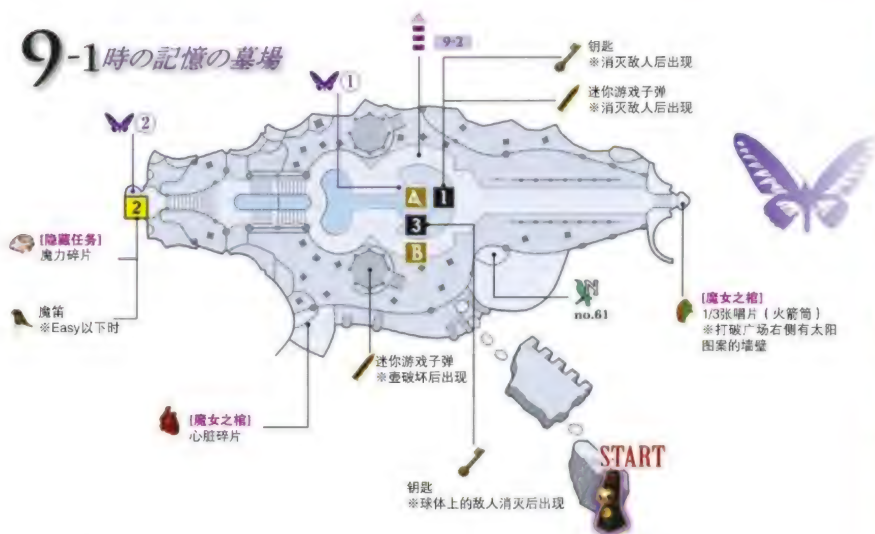 9-1 時の記憶の墓場
9-2
钥匙
※消灭敌人后出现
迷你游戏子弹
※消灭敌人后出现
①
②
2
A
1
3
B
[隐藏任务]
魔力碎片
魔笛
※Easy以下时
N
no.61
[魔女之棺]
1/3张唱片（火箭筒）
※打破广场右侧有太阳
图案的墙壁
迷你游戏子弹
※壶破坏后出现
[魔女之棺]
心脏碎片
钥匙
※球体上的敌人消灭后出现
START